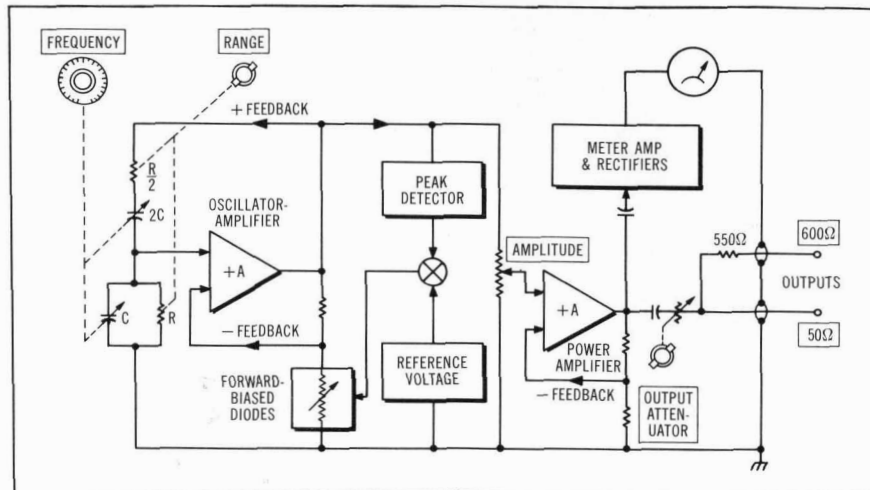 FREQUENCY
RANGE
+ FEEDBACK
R
2
2C
OSCILLATOR-
AMPLIFIER
+A
C
R
− FEEDBACK
FORWARD-
BIASED
DIODES
PEAK
DETECTOR
REFERENCE
VOLTAGE
AMPLITUDE
METER AMP
& RECTIFIERS
+A
POWER
AMPLIFIER
− FEEDBACK
550Ω
600Ω
OUTPUTS
50Ω
OUTPUT
ATTEN-
UATOR